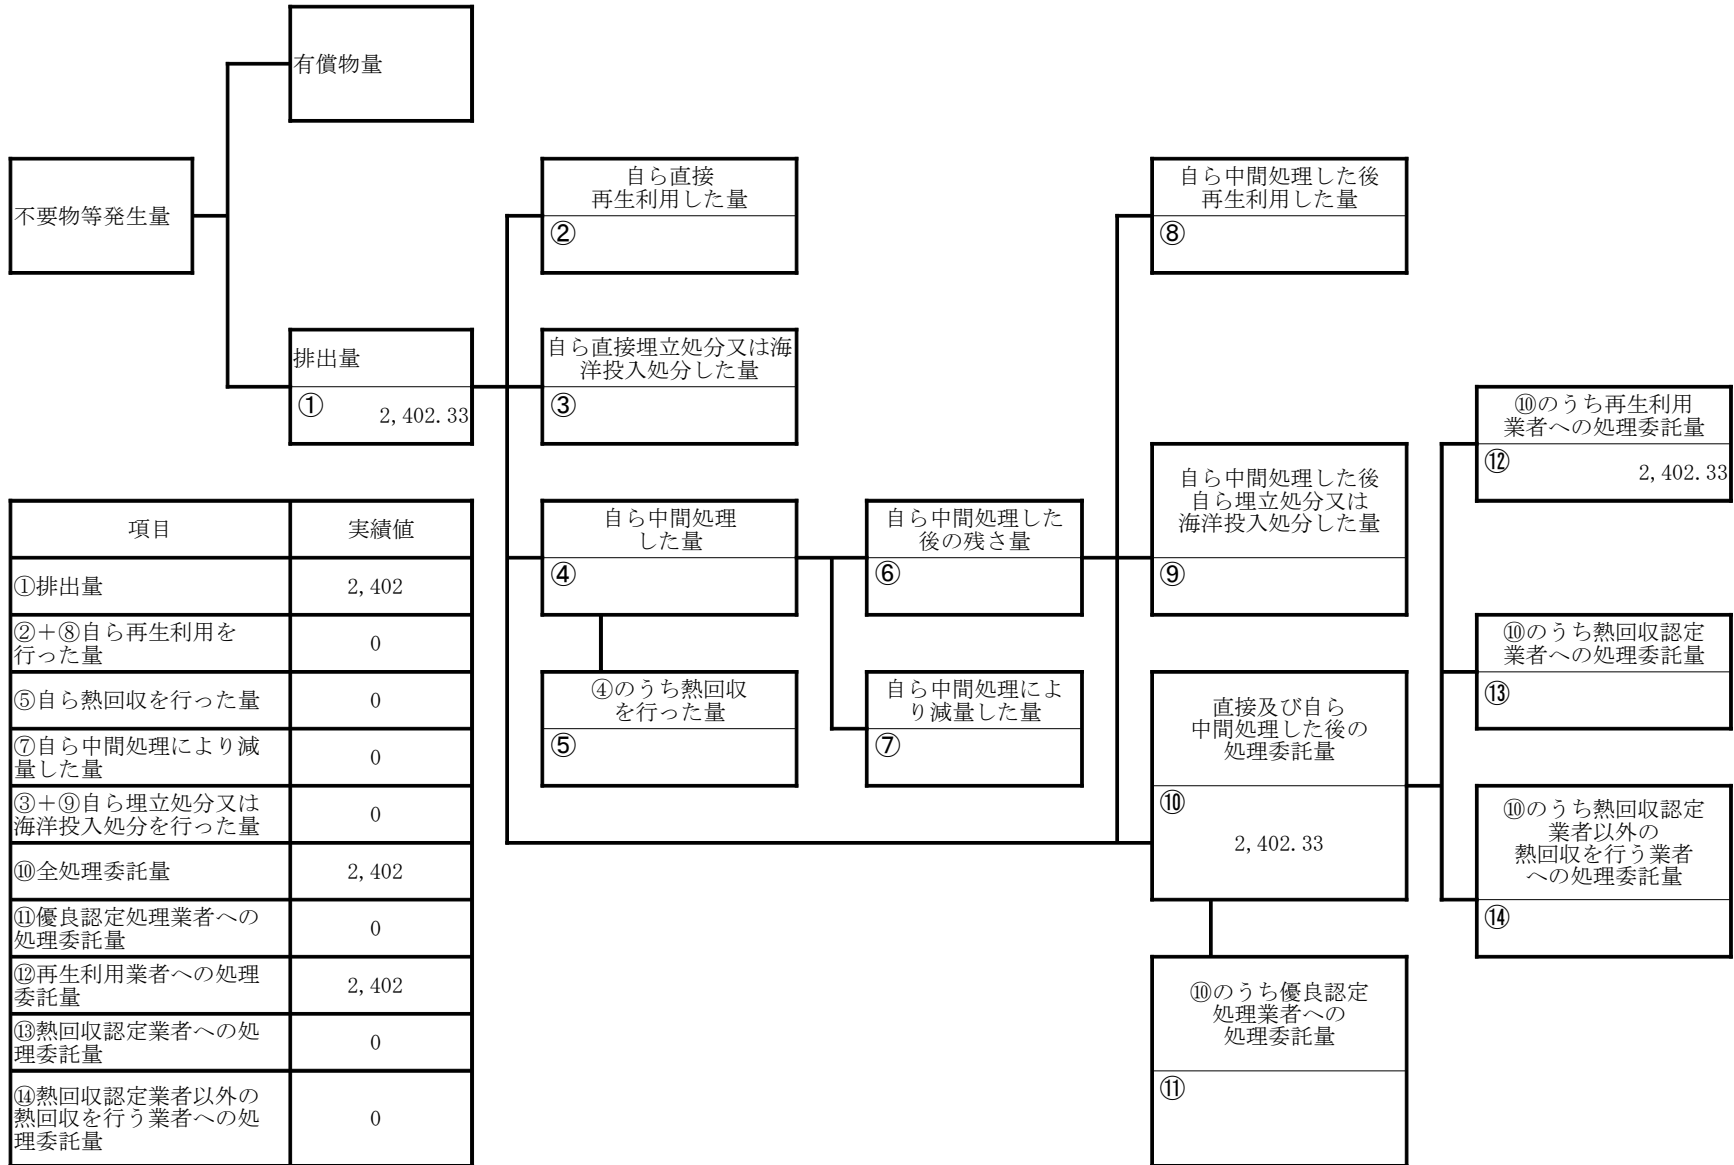 有償物量
不要物等発生量
自ら直接
再生利用した量
②
自ら中間処理した後
再生利用した量
⑧
排出量
①
2,402.33
自ら直接埋立処分又は海
洋投入処分した量
③
⑩のうち再生利用
業者への処理委託量
⑫
2,402.33
自ら中間処理
した量
④
自ら中間処理した
後の残さ量
⑥
自ら中間処理した後
自ら埋立処分又は
海洋投入処分した量
⑨
⑩のうち熱回収認定
業者への処理委託量
⑬
④のうち熱回収
を行った量
⑤
自ら中間処理によ
り減量した量
⑦
直接及び自ら
中間処理した後の
処理委託量
⑩
2,402.33
⑩のうち熱回収認定
業者以外の
熱回収を行う業者
への処理委託量
⑭
⑩のうち優良認定
処理業者への
処理委託量
⑪
項目 実績値
①排出量 2,402
②＋⑧自ら再生利用を
行った量 0
⑤自ら熱回収を行った量 0
⑦自ら中間処理により減
量した量 0
③＋⑨自ら埋立処分又は
海洋投入処分を行った量 0
⑩全処理委託量 2,402
⑪優良認定処理業者への
処理委託量 0
⑫再生利用業者への処理
委託量 2,402
⑬熱回収認定業者への処
理委託量 0
⑭熱回収認定業者以外の
熱回収を行う業者への処
理委託量 0